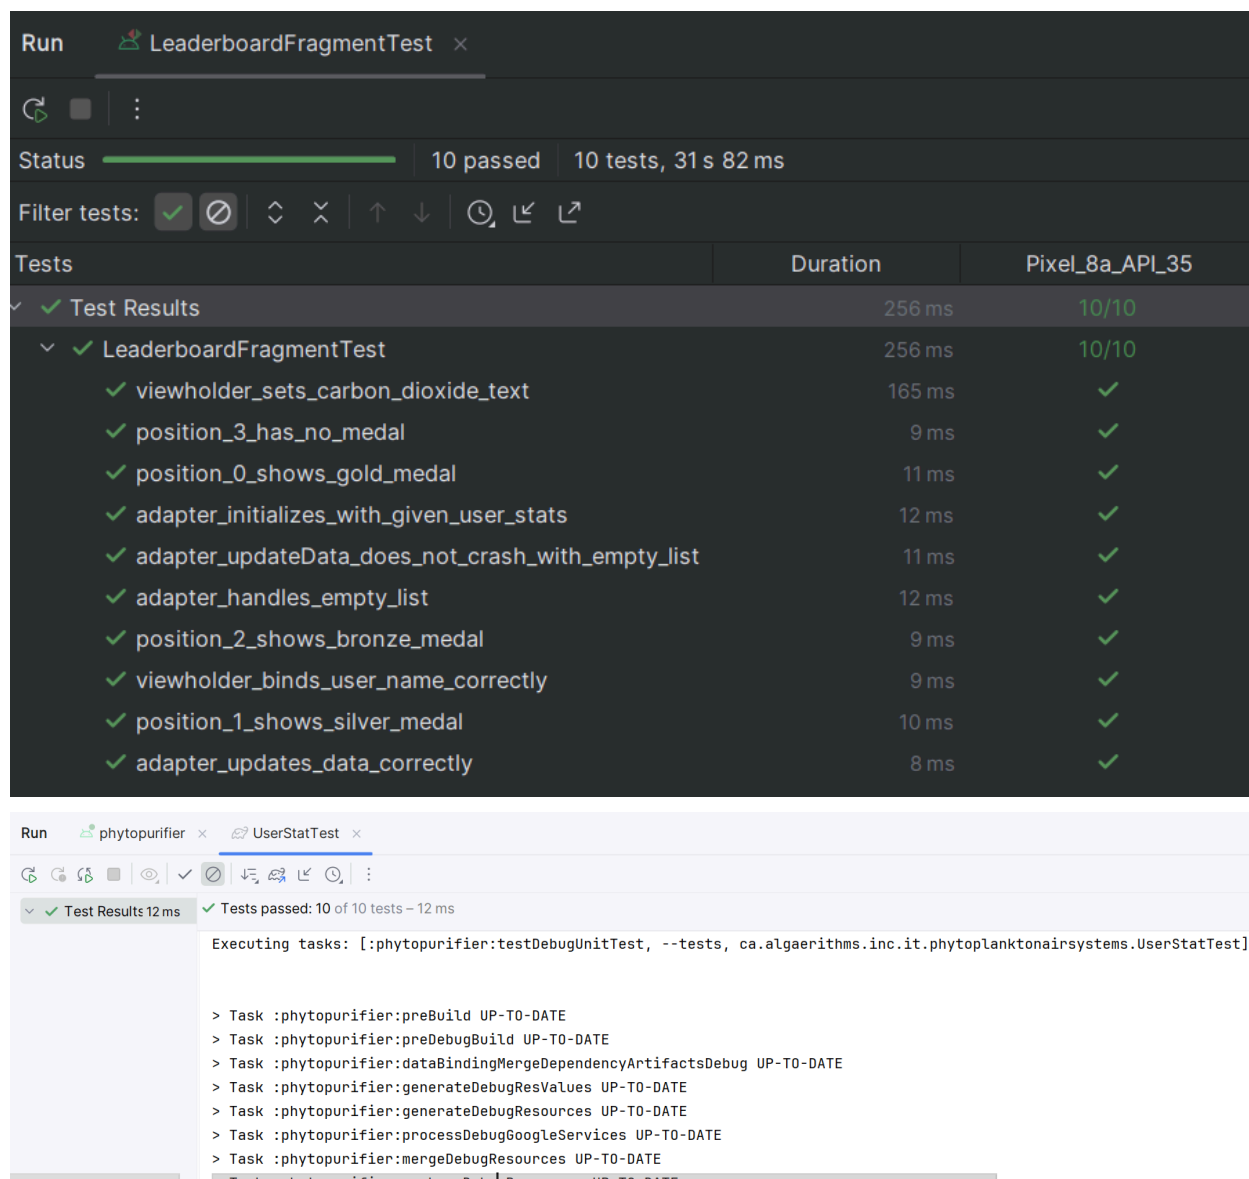 Run LeaderboardFragmentTest
Status 10 passed 10 tests, 31 s 82 ms
Filter tests:
Tests Duration Pixel_8a_API_35
Test Results 256 ms 10/10
LeaderboardFragmentTest 256 ms 10/10
viewholder_sets_carbon_dioxide_text 165 ms
position_3_has_no_medal 9 ms
position_0_shows_gold_medal 11 ms
adapter_initializes_with_given_user_stats 12 ms
adapter_updateData_does_not_crash_with_empty_list 11 ms
adapter_handles_empty_list 12 ms
position_2_shows_bronze_medal 9 ms
viewholder_binds_user_name_correctly 9 ms
position_1_shows_silver_medal 10 ms
adapter_updates_data_correctly 8 ms
Run phytopurifier UserStatTest
Test Results 12 ms Tests passed: 10 of 10 tests – 12 ms
Executing tasks: [:phytopurifier:testDebugUnitTest, --tests, ca.algaerithms.inc.it.phytoplanktonairsystems.UserStatTest]
> Task :phytopurifier:preBuild UP-TO-DATE
> Task :phytopurifier:preDebugBuild UP-TO-DATE
> Task :phytopurifier:dataBindingMergeDependencyArtifactsDebug UP-TO-DATE
> Task :phytopurifier:generateDebugResValues UP-TO-DATE
> Task :phytopurifier:generateDebugResources UP-TO-DATE
> Task :phytopurifier:processDebugGoogleServices UP-TO-DATE
> Task :phytopurifier:mergeDebugResources UP-TO-DATE